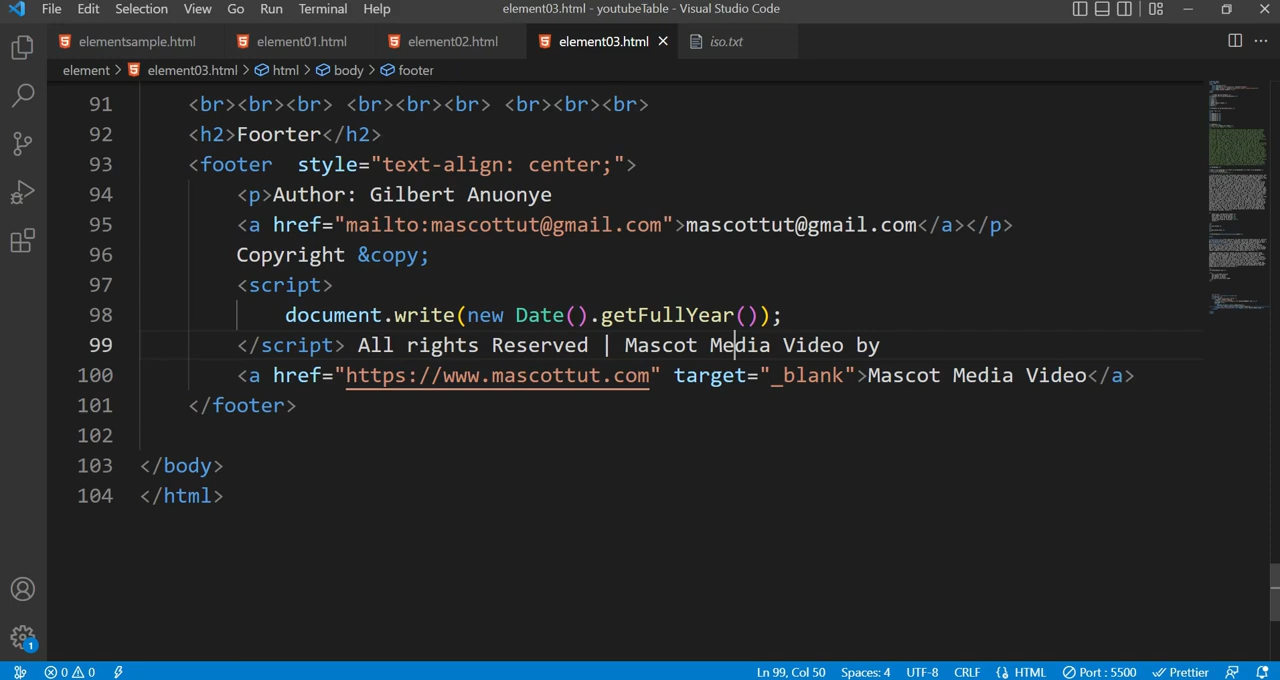 File Edit Selection View Go Run Terminal Help element03.html - youtubeTable - Visual Studio Code
elementsample.html element01.html element02.html element03.html iso.txt
element > element03.html > html > body > footer
91 <br><br><br> <br><br><br> <br><br><br>
92 <h2>Foorter</h2>
93 <footer  style="text-align: center;">
94 <p>Author: Gilbert Anuonye
95 <a href="mailto:mascottut@gmail.com">mascottut@gmail.com</a></p>
96 Copyright &copy;
97 <script>
98 document.write(new Date().getFullYear());
99 </script> All rights Reserved | Mascot Media Video by
100 <a href="https://www.mascottut.com" target="_blank">Mascot Media Video</a>
101 </footer>
102
103 </body>
104 </html>
1
0 0 Ln 99, Col 50 Spaces: 4 UTF-8 CRLF HTML Port : 5500 Prettier